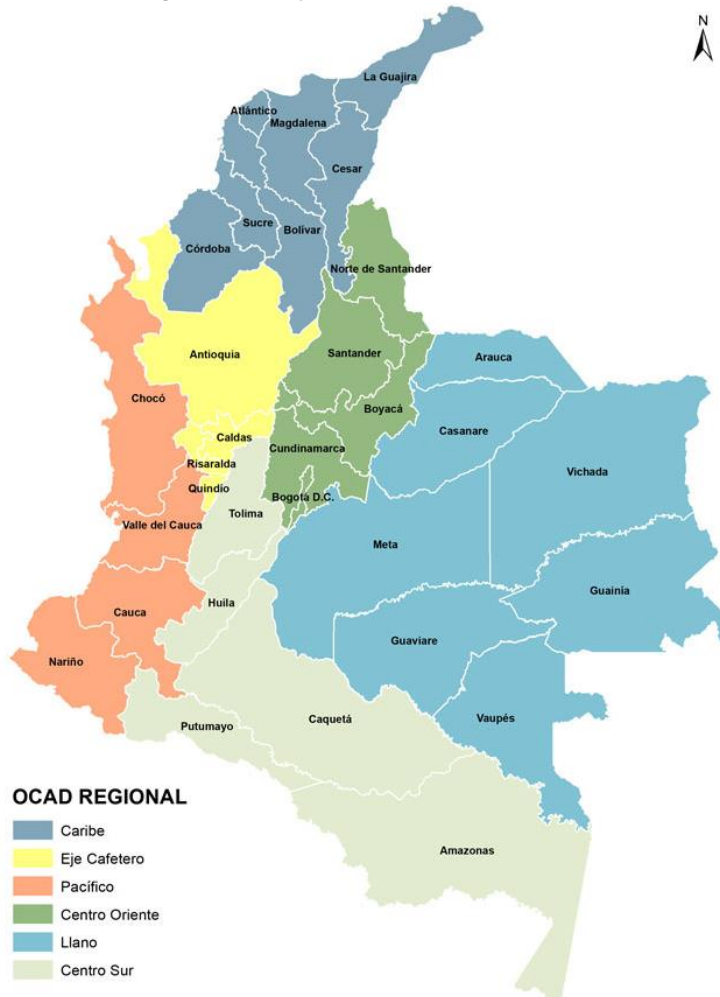 N
La Guajira
Atlántico
Magdalena
Cesar
Sucre
Bolívar
Córdoba
Norte de Santander
Antioquia
Santander
Arauca
Chocó
Boyacá
Casanare
Caldas
Cundinamarca
Risaralda
Vichada
Quindío
Bogotá D.C.
Tolima
Valle del Cauca
Meta
Guainía
Huila
Cauca
Guaviare
Nariño
Vaupés
Caquetá
Putumayo
Amazonas
OCAD REGIONAL
Caribe
Eje Cafetero
Pacífico
Centro Oriente
Llano
Centro Sur